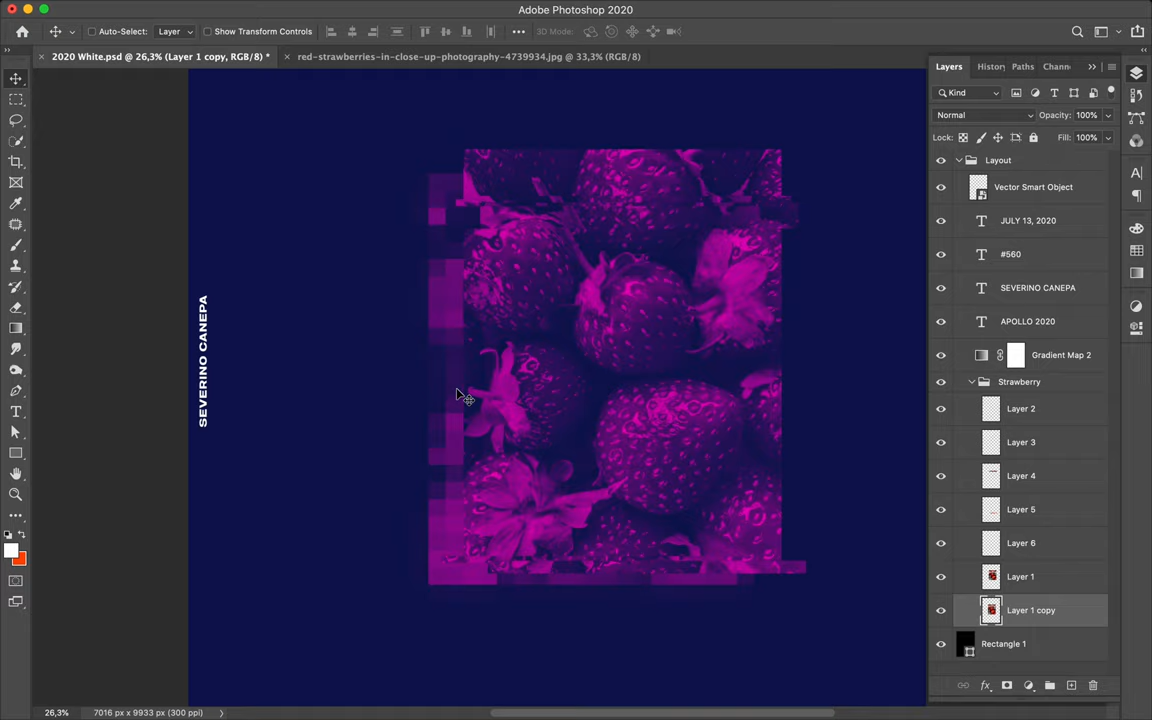 Adobe Photoshop 2020
Auto-Select: Layer Show Transform Controls 3D Mode:
2020 White.psd @ 26,3% (Layer 1 copy, RGB/8) *
red-strawberries-in-close-up-photography-4739934.jpg @ 33,3% (RGB/8)
SEVERINO CANEPA
Layers Histor Paths Chann
Kind
Normal Opacity: 100%
Lock: Fill: 100%
Layout
Vector Smart Object
JULY 13, 2020
#560
SEVERINO CANEPA
APOLLO 2020
Gradient Map 2
Strawberry
Layer 2
Layer 3
Layer 4
Layer 5
Layer 6
Layer 1
Layer 1 copy
Rectangle 1
26,3% 7016 px x 9933 px (300 ppi)